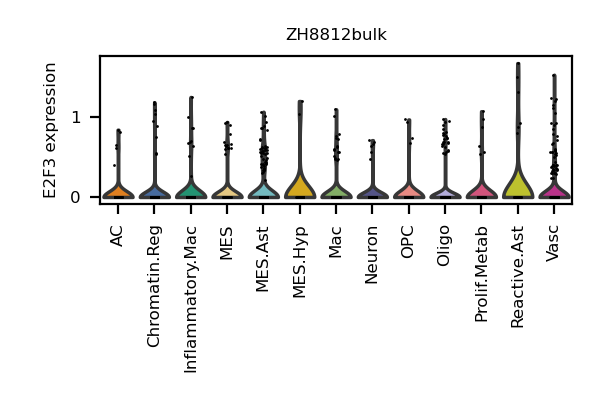 ZH8812bulk
E2F3 expression
1
0
AC
Chromatin.Reg
Inflammatory.Mac
MES
MES.Ast
MES.Hyp
Mac
Neuron
OPC
Oligo
Prolif.Metab
Reactive.Ast
Vasc